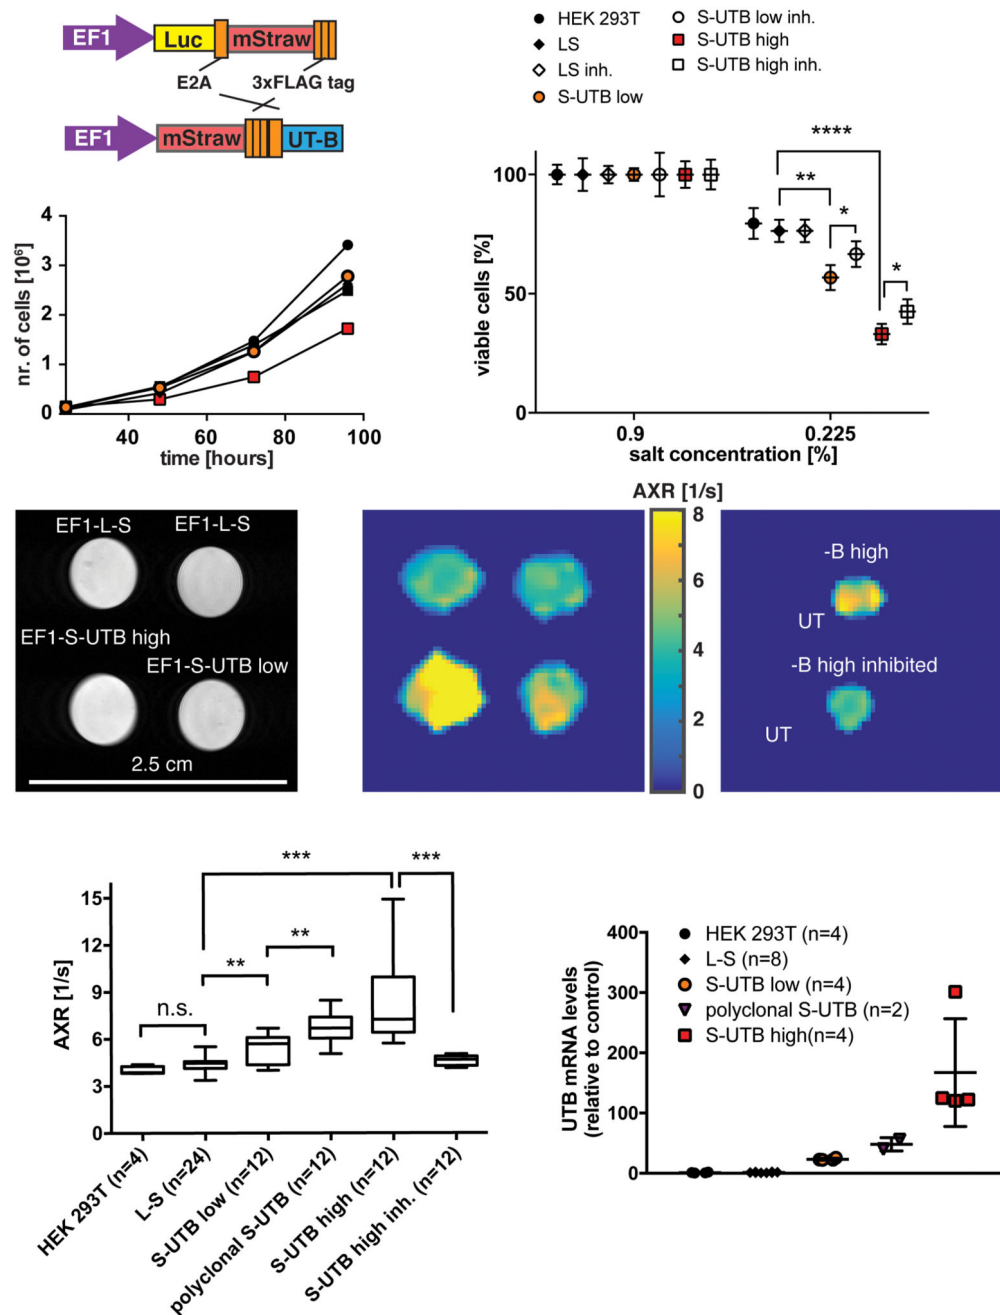 EF1
Luc
mStraw
E2A
3xFLAG tag
EF1
mStraw
UT-B
HEK 293T
LS
LS inh.
S-UTB low
S-UTB low inh.
S-UTB high
S-UTB high inh.
nr. of cells [10⁶]
4
3
2
1
0
40
60
80
100
time [hours]
viable cells [%]
100
50
0
****
**
*
*
0.9
0.225
salt concentration [%]
EF1-L-S
EF1-L-S
EF1-S-UTB high
EF1-S-UTB low
2.5 cm
AXR [1/s]
8
6
4
2
0
-B high
UT
-B high inhibited
UT
AXR [1/s]
15
12
9
6
3
0
n.s.
**
**
***
***
HEK 293T (n=4)
L-S (n=24)
S-UTB low (n=12)
polyclonal S-UTB (n=12)
S-UTB high (n=12)
S-UTB high inh. (n=12)
UTB mRNA levels
(relative to control)
400
300
200
100
0
HEK 293T (n=4)
L-S (n=8)
S-UTB low (n=4)
polyclonal S-UTB (n=2)
S-UTB high(n=4)